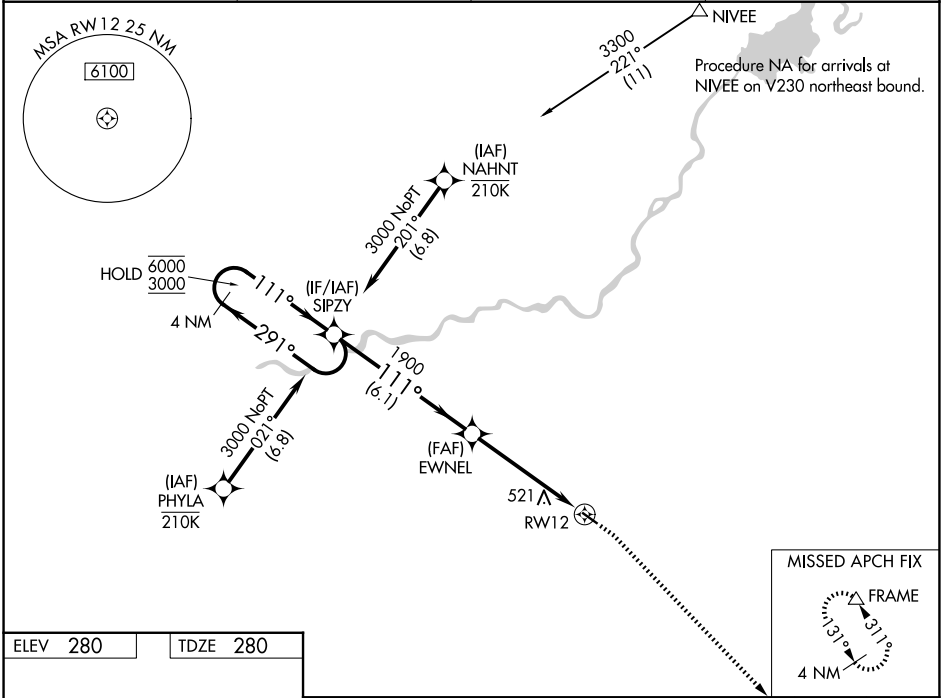 MSA RW12 25 NM
6100
NIVEE
3300
221°
(11)
Procedure NA for arrivals at
NIVEE on V230 northeast bound.
(IAF)
NAHNT
210K
3000 NoPT
201°
(6.8)
HOLD 6000
3000
4 NM
111°
291°
(IF/IAF)
SIPZY
1900
111°
(6.1)
3000 NoPT
021°
(6.8)
(IAF)
PHYLA
210K
(FAF)
EWNEL
521
RW12
MISSED APCH FIX
FRAME
131°
311°
4 NM
ELEV 280
TDZE 280